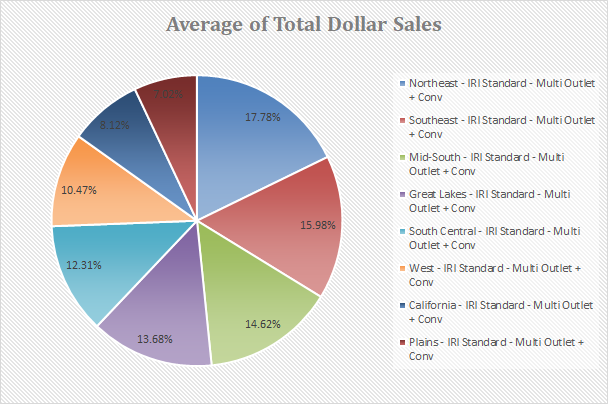 Average of Total Dollar Sales
17.78%
15.98%
14.62%
13.68%
12.31%
10.47%
8.12%
7.03%
Northeast - IRI Standard - Multi Outlet
+ Conv
Southeast - IRI Standard - Multi Outlet
+ Conv
Mid-South - IRI Standard - Multi
Outlet + Conv
Great Lakes - IRI Standard - Multi
Outlet + Conv
South Central - IRI Standard - Multi
Outlet + Conv
West - IRI Standard - Multi Outlet +
Conv
California - IRI Standard - Multi Outlet
+ Conv
Plains - IRI Standard - Multi Outlet +
Conv